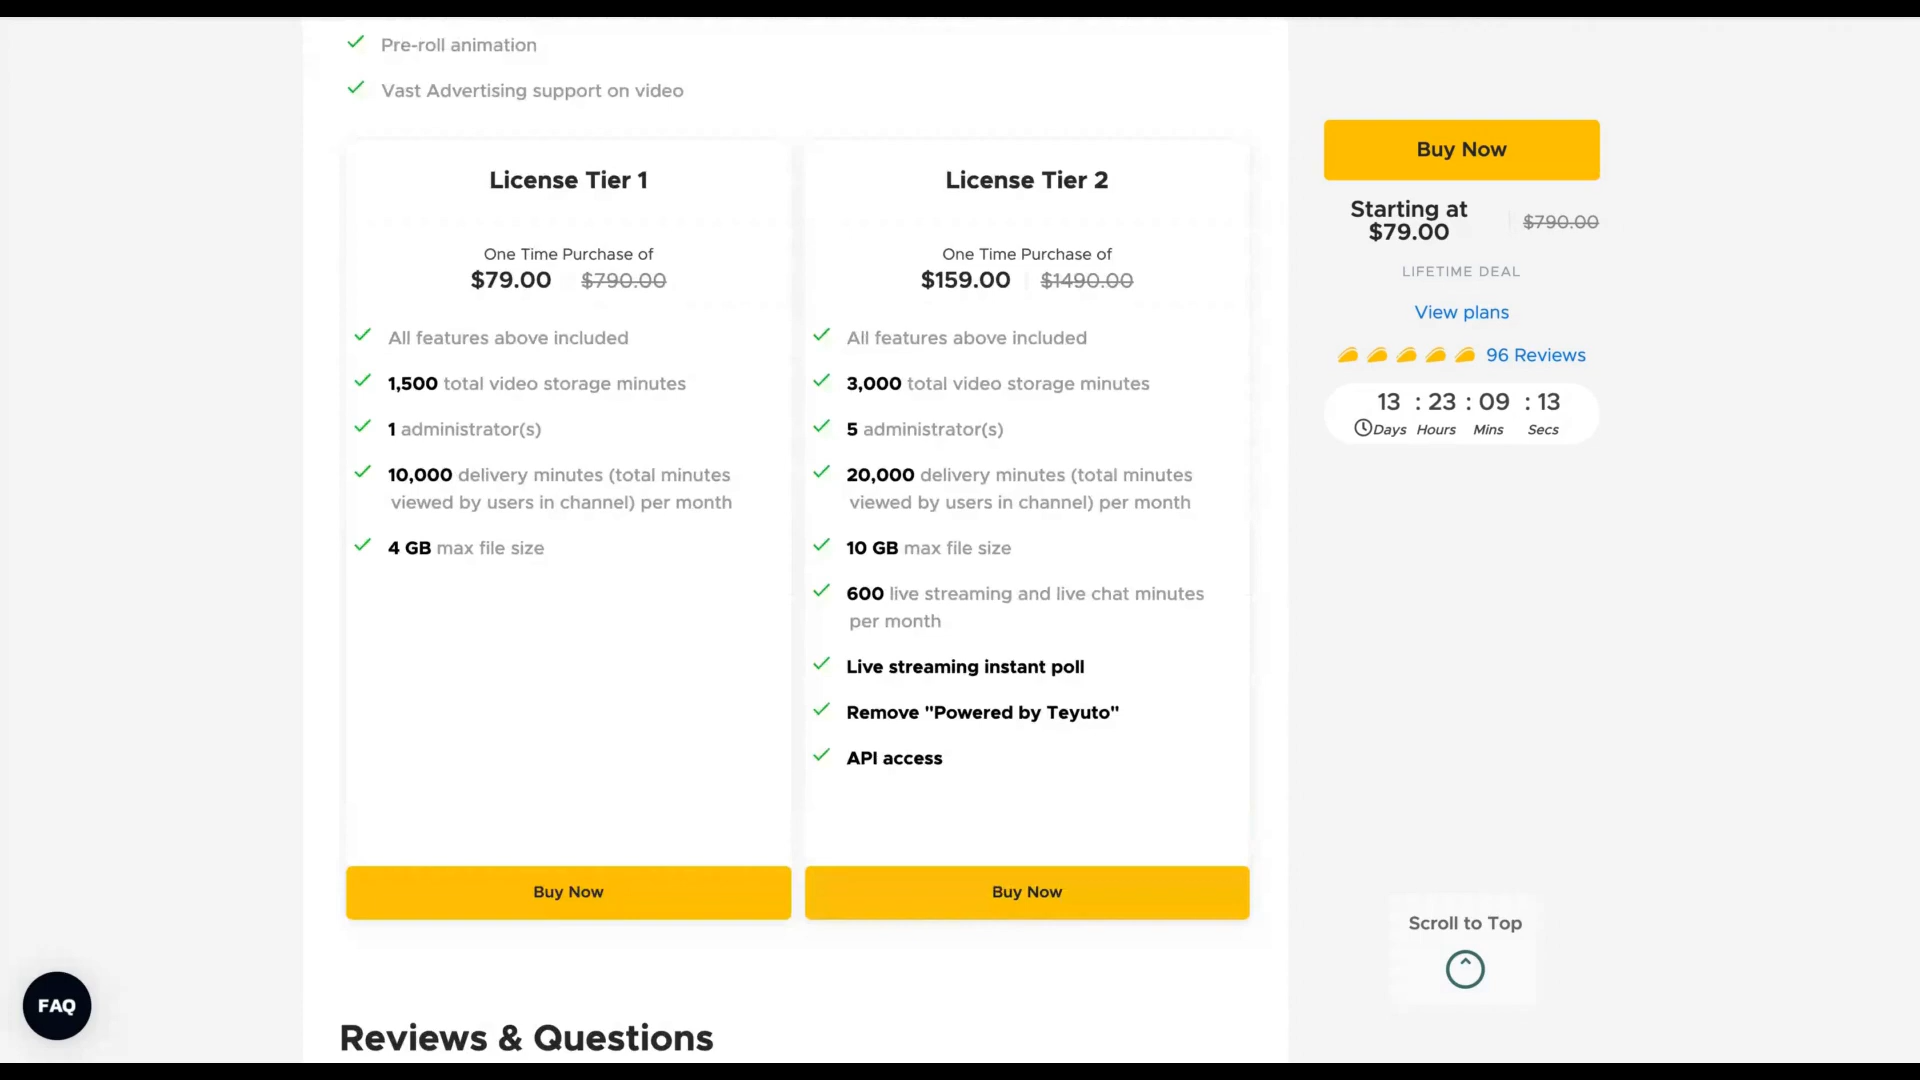 Pre-roll animation
Vast Advertising support on video
License Tier 1
One Time Purchase of
$79.00 $790.00
All features above included
1,500 total video storage minutes
1 administrator(s)
10,000 delivery minutes (total minutes
viewed by users in channel) per month
4 GB max file size
Buy Now
License Tier 2
One Time Purchase of
$159.00 $1490.00
All features above included
3,000 total video storage minutes
5 administrator(s)
20,000 delivery minutes (total minutes
viewed by users in channel) per month
10 GB max file size
600 live streaming and live chat minutes
per month
Live streaming instant poll
Remove "Powered by Teyuto"
API access
Buy Now
Buy Now
Starting at
$79.00 $790.00
LIFETIME DEAL
View plans
96 Reviews
13 : 23 : 09 : 13
Days Hours Mins Secs
Scroll to Top
FAQ
Reviews & Questions